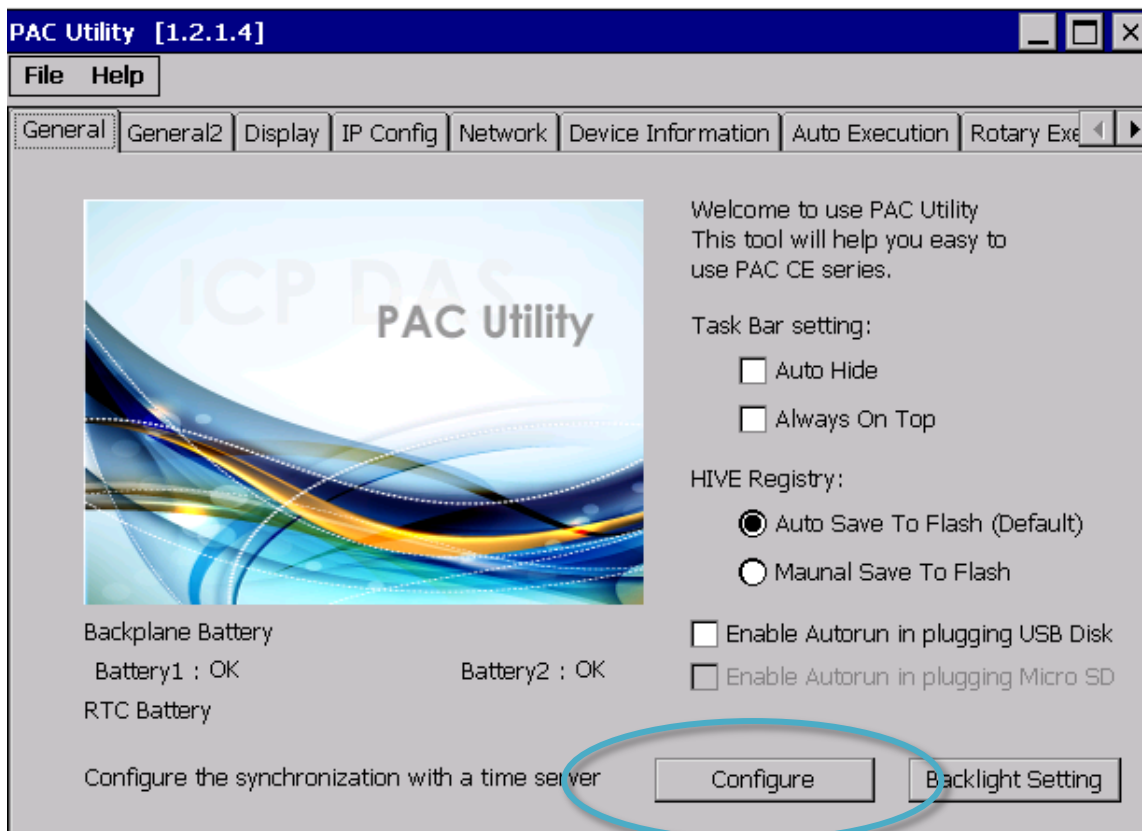 PAC Utility [1.2.1.4]
File Help
General General2 Display IP Config Network Device Information Auto Execution Rotary Exe
ICP DAS
PAC Utility
Welcome to use PAC Utility
This tool will help you easy to
use PAC CE series.
Task Bar setting:
Auto Hide
Always On Top
HIVE Registry:
Auto Save To Flash (Default)
Maunal Save To Flash
Enable Autorun in plugging USB Disk
Enable Autorun in plugging Micro SD
Backplane Battery
Battery1 : OK Battery2 : OK
RTC Battery
Configure the synchronization with a time server Configure Backlight Setting